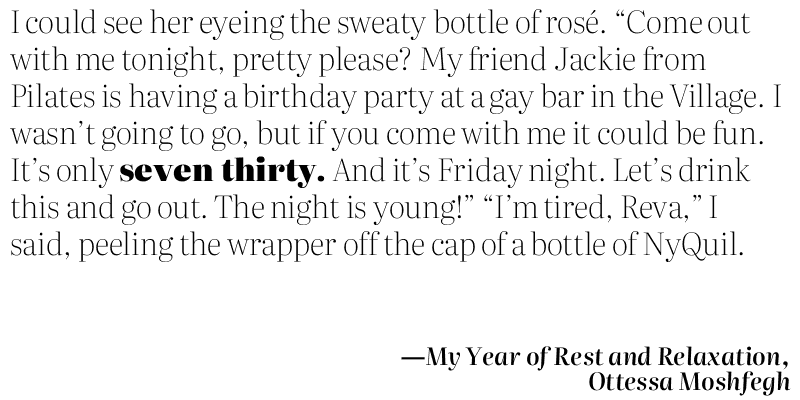 I could see her eyeing the sweaty bottle of rosé. “Come out
with me tonight, pretty please? My friend Jackie from
Pilates is having a birthday party at a gay bar in the Village. I
wasn’t going to go, but if you come with me it could be fun.
It’s only seven thirty. And it’s Friday night. Let’s drink
this and go out. The night is young!” “I’m tired, Reva,” I
said, peeling the wrapper off the cap of a bottle of NyQuil.
—My Year of Rest and Relaxation,
Ottessa Moshfegh